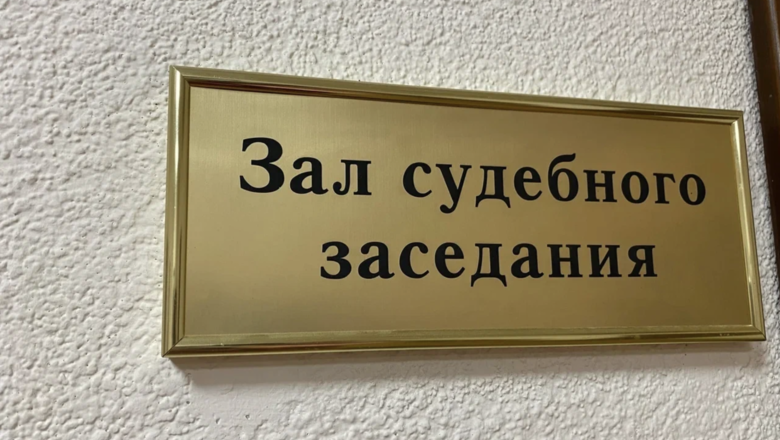 Зал судебного
заседания